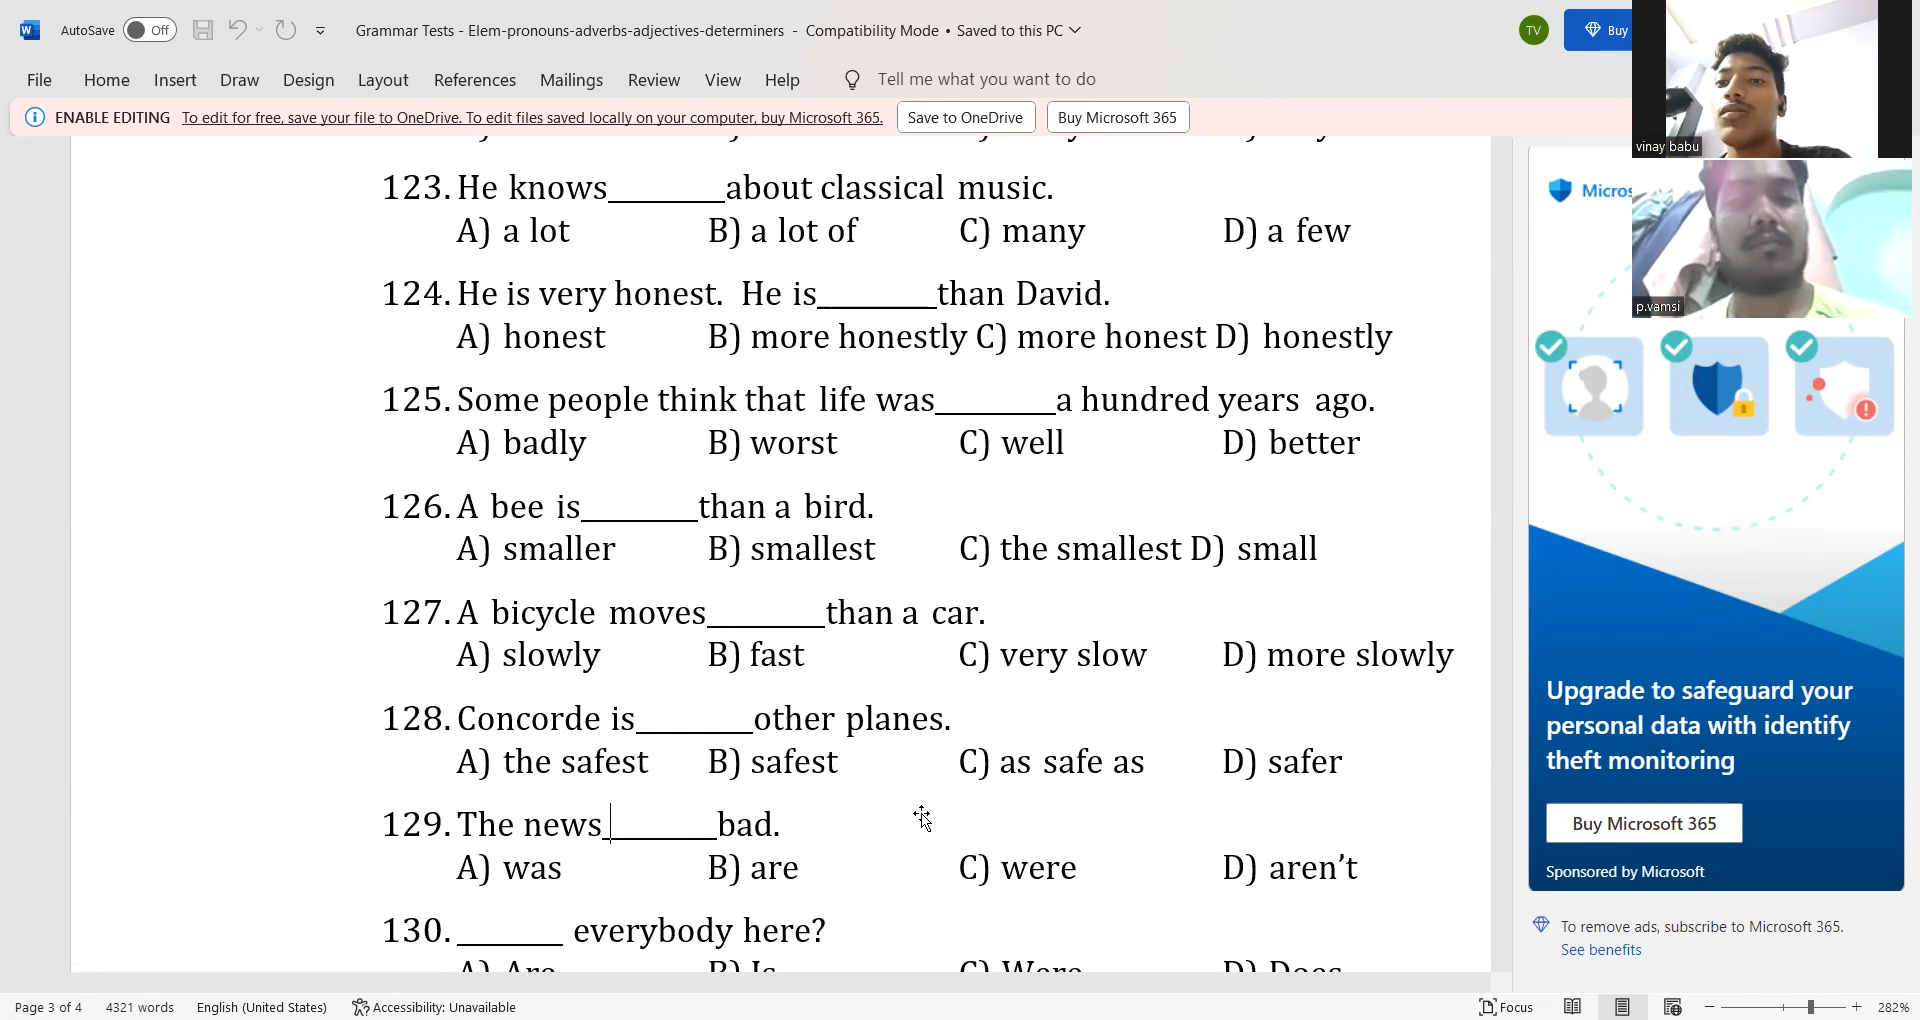 AutoSave Off Grammar Tests - Elem-pronouns-adverbs-adjectives-determiners - Compatibility Mode • Saved to this PC TV Buy
File Home Insert Draw Design Layout References Mailings Review View Help Tell me what you want to do
ENABLE EDITING To edit for free, save your file to OneDrive. To edit files saved locally on your computer, buy Microsoft 365. Save to OneDrive Buy Microsoft 365
vinay babu
p.vamsi
123. He knows________about classical music.
A) a lot B) a lot of C) many D) a few
124. He is very honest. He is________than David.
A) honest B) more honestly C) more honest D) honestly
125. Some people think that life was________a hundred years ago.
A) badly B) worst C) well D) better
126. A bee is________than a bird.
A) smaller B) smallest C) the smallest D) small
127. A bicycle moves________than a car.
A) slowly B) fast C) very slow D) more slowly
128. Concorde is________other planes.
A) the safest B) safest C) as safe as D) safer
129. The news________bad.
A) was B) are C) were D) aren’t
130. _______ everybody here?
A) Are B) Is C) Were D) Does
Upgrade to safeguard your
personal data with identify
theft monitoring
Buy Microsoft 365
Sponsored by Microsoft
To remove ads, subscribe to Microsoft 365.
See benefits
Page 3 of 4 4321 words English (United States) Accessibility: Unavailable Focus 282%